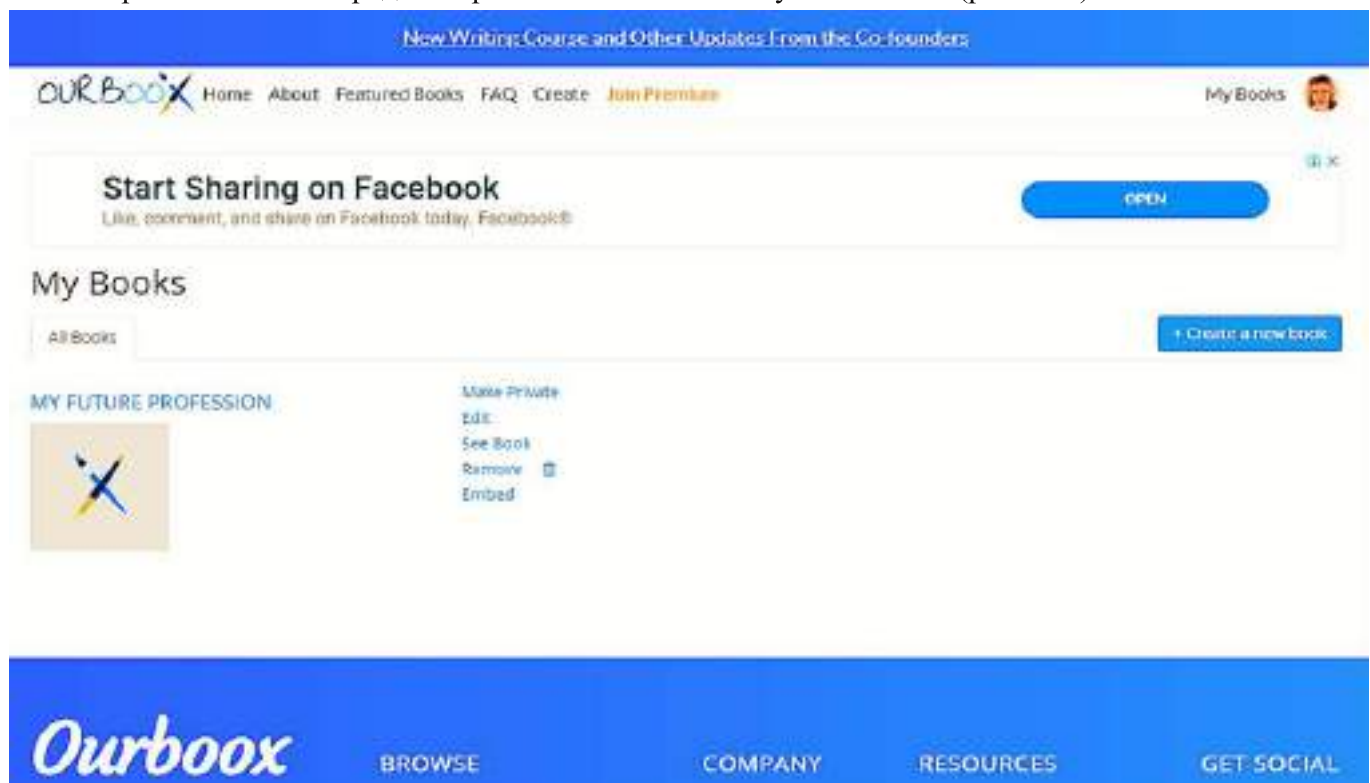 New Writing Course and Other Updates From the Co-founders
OURBOOX Home About Featured Books FAQ Create Join Premium My Books
Start Sharing on Facebook
Like, comment, and share on Facebook today. Facebook®
OPEN
My Books
All Books
+ Create a new book
MY FUTURE PROFESSION
Make Private
Edit
See Book
Remove
Embed
Ourboox
BROWSE COMPANY RESOURCES GET SOCIAL